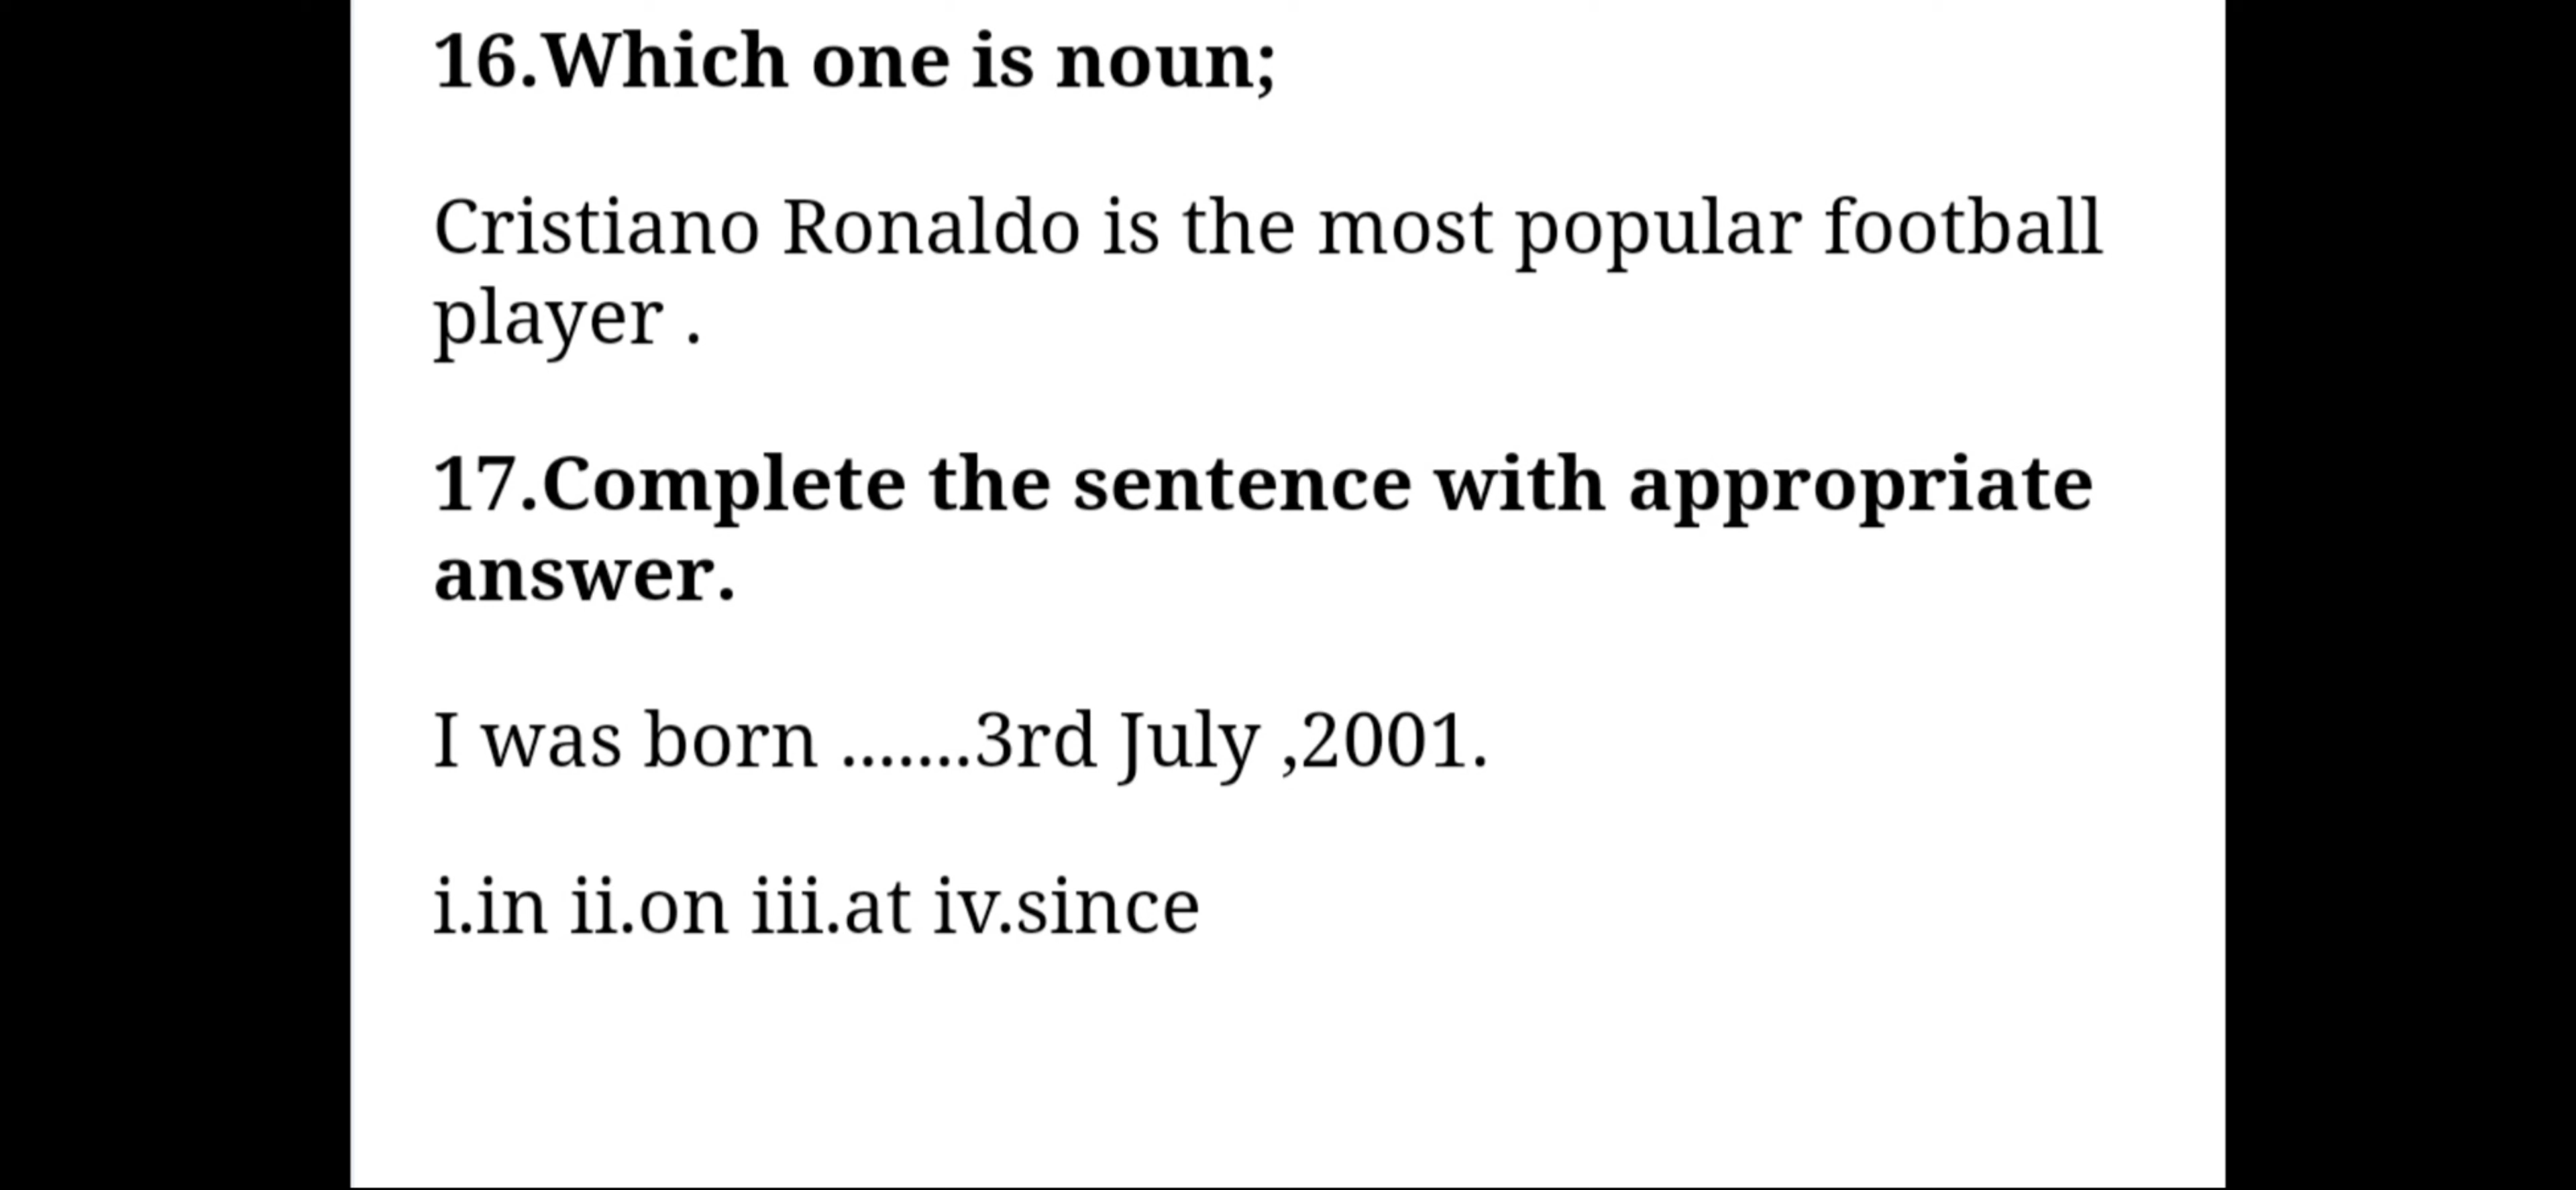 16.Which one is noun;
Cristiano Ronaldo is the most popular football
player .
17.Complete the sentence with appropriate
answer.
I was born .......3rd July ,2001.
i.in ii.on iii.at iv.since